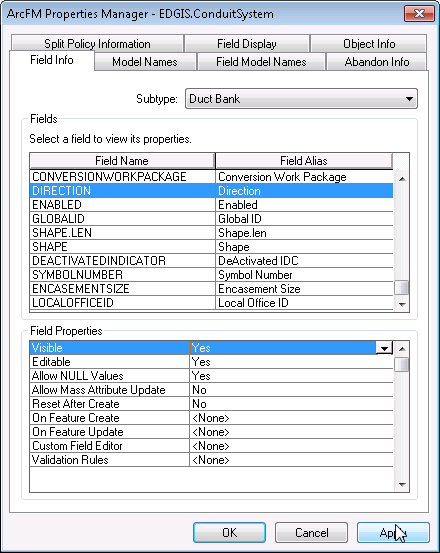 ArcFM Properties Manager - EDGIS.ConduitSystem
Split Policy Information Field Display Object Info
Field Info Model Names Field Model Names Abandon Info
Subtype: Duct Bank
Fields
Select a field to view its properties.
Field Name Field Alias
CONVERSIONWORKPACKAGE Conversion Work Package
DIRECTION Direction
ENABLED Enabled
GLOBALID Global ID
SHAPE.LEN Shape.len
SHAPE Shape
DEACTIVATEDINDICATOR DeActivated IDC
SYMBOLNUMBER Symbol Number
ENCASEMENTSIZE Encasement Size
LOCALOFFICEID Local Office ID
Field Properties
Visible Yes
Editable Yes
Allow NULL Values Yes
Allow Mass Attribute Update No
Reset After Create No
On Feature Create <None>
On Feature Update <None>
Custom Field Editor <None>
Validation Rules <None>
OK Cancel Apply